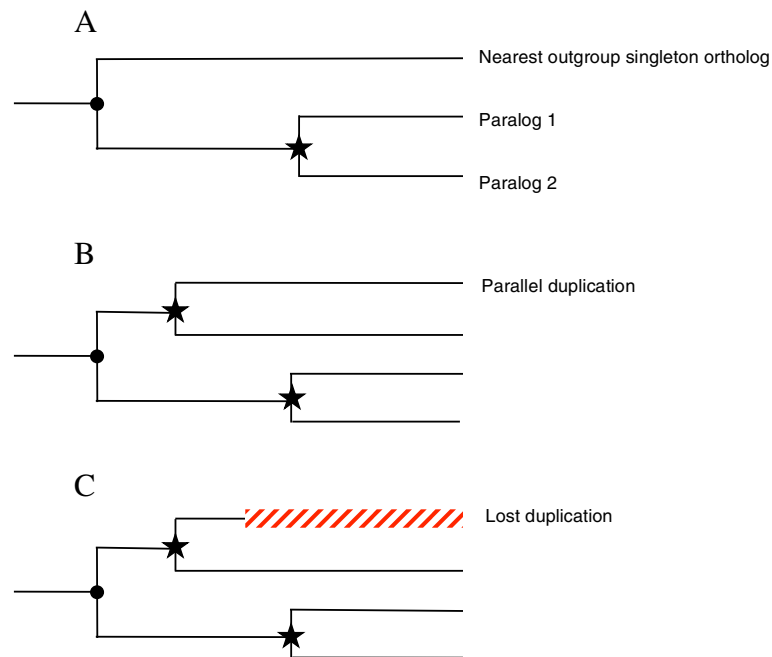 A
Nearest outgroup singleton ortholog
Paralog 1
Paralog 2
B
Parallel duplication
C
Lost duplication